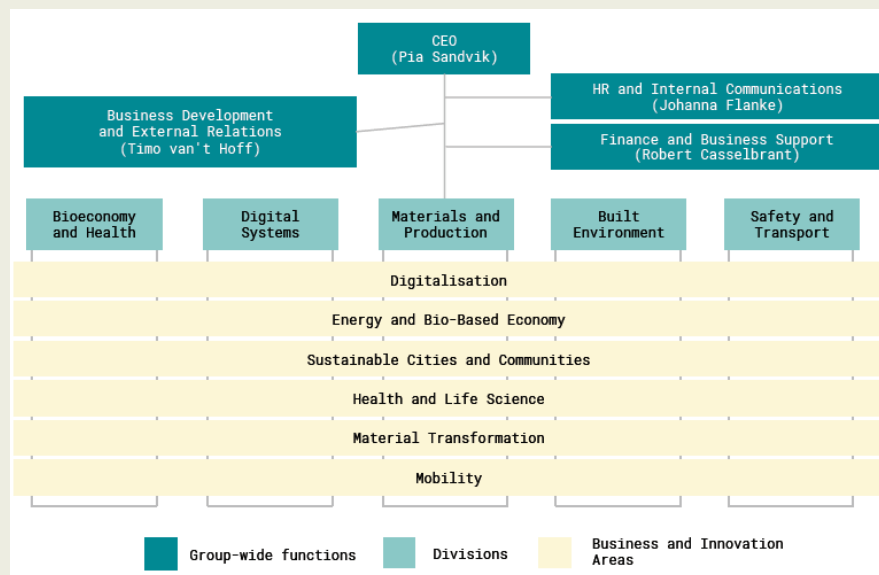 CEO
(Pia Sandvik)
HR and Internal Communications
(Johanna Flanke)
Business Development
and External Relations
(Timo van't Hoff)
Finance and Business Support
(Robert Casselbrant)
Bioeconomy
and Health
Digital
Systems
Materials and
Production
Built
Environment
Safety and
Transport
Digitalisation
Energy and Bio-Based Economy
Sustainable Cities and Communities
Health and Life Science
Material Transformation
Mobility
Group-wide functions
Divisions
Business and Innovation
Areas